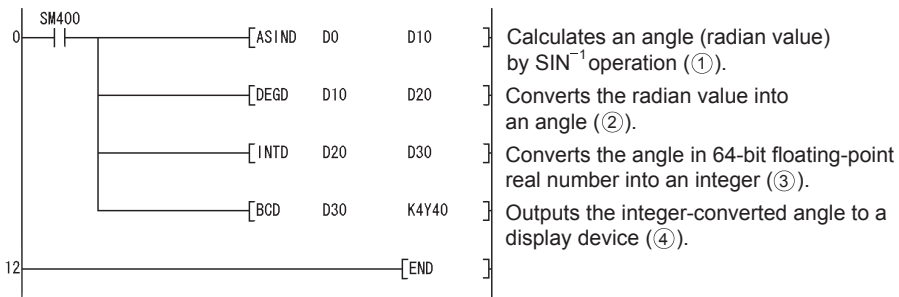 SM400
0 [ASIND D0 D10 ] Calculates an angle (radian value)
by SIN⁻¹ operation (①).
[DEGD D10 D20 ] Converts the radian value into
an angle (②).
[INTD D20 D30 ] Converts the angle in 64-bit floating-point
real number into an integer (③).
[BCD D30 K4Y40 ] Outputs the integer-converted angle to a
display device (④).
12 [END ]